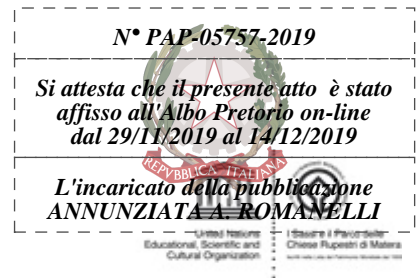 N° PAP-05757-2019
Si attesta che il presente atto è stato
affisso all'Albo Pretorio on-line
dal 29/11/2019 al 14/12/2019
REPVBBLICA ITALIANA
L'incaricato della pubblicazione
ANNUNZIATA A. ROMANELLI
United Nations
Educational, Scientific and
Cultural Organization
I Sassi e il Parco delle
Chiese Rupestri di Matera